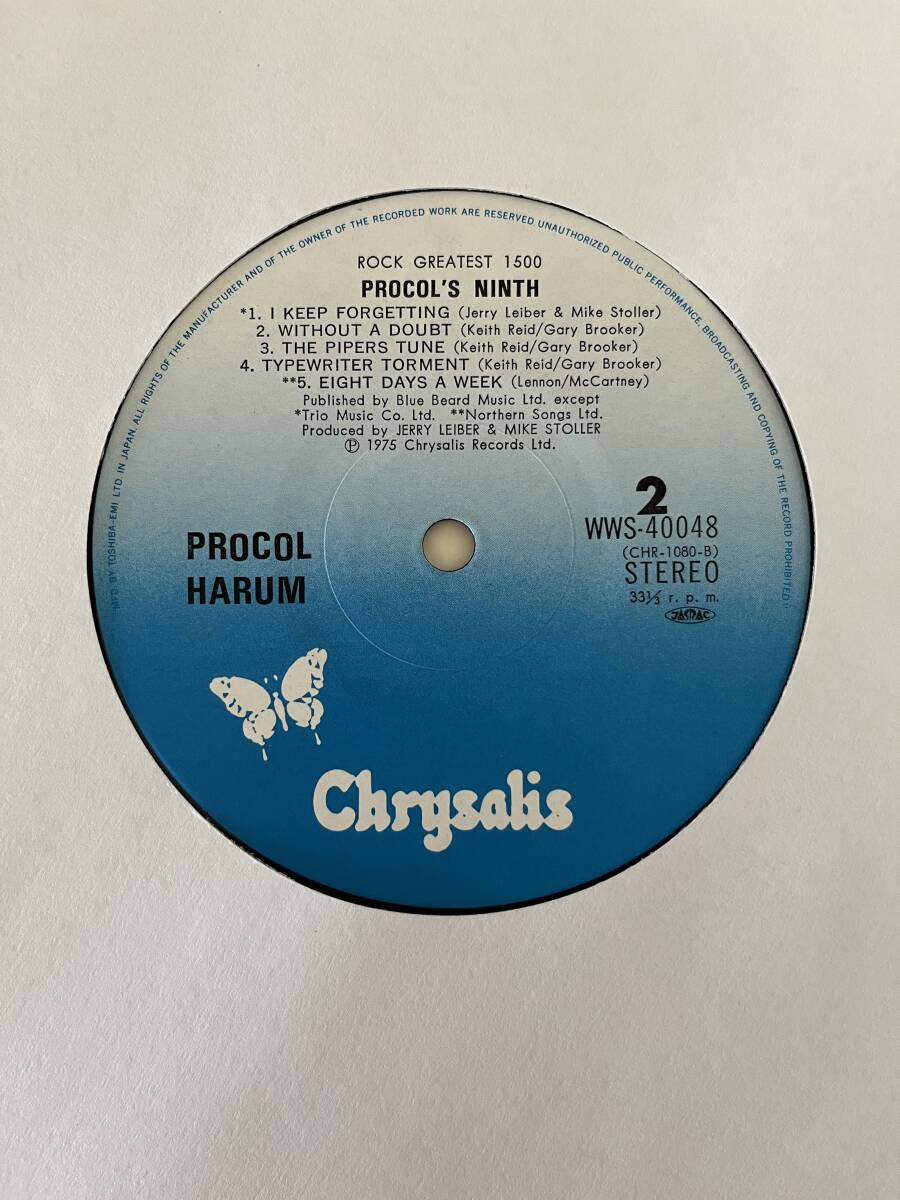 MFD. BY TOSHIBA-EMI LTD. IN JAPAN. ALL RIGHTS OF THE MANUFACTURER AND OF THE OWNER OF THE RECORDED WORK ARE RESERVED. UNAUTHORIZED PUBLIC PERFORMANCE, BROADCASTING AND COPYING OF THE RECORD PROHIBITED.
ROCK GREATEST 1500
PROCOL'S NINTH
*1. I KEEP FORGETTING (Jerry Leiber & Mike Stoller)
2. WITHOUT A DOUBT (Keith Reid/Gary Brooker)
3. THE PIPERS TUNE (Keith Reid/Gary Brooker)
4. TYPEWRITER TORMENT (Keith Reid/Gary Brooker)
**5. EIGHT DAYS A WEEK (Lennon/McCartney)
Published by Blue Beard Music Ltd. except
*Trio Music Co. Ltd. **Northern Songs Ltd.
Produced by JERRY LEIBER & MIKE STOLLER
Ⓟ 1975 Chrysalis Records Ltd.
PROCOL
HARUM
2
WWS-40048
(CHR-1080-B)
STEREO
33⅓ r. p. m.
JASRAC
Chrysalis